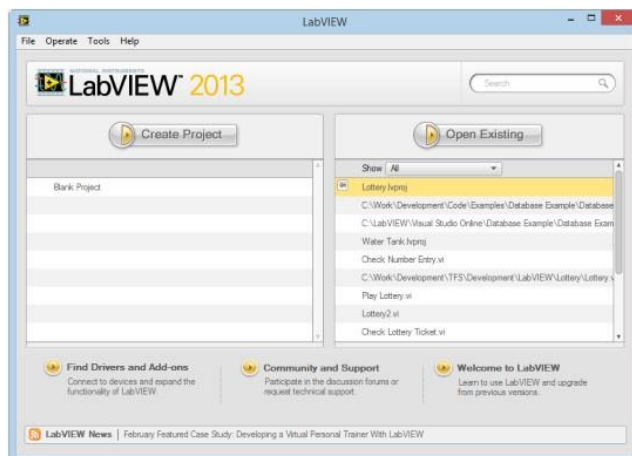 LabVIEW
File Operate Tools Help
NATIONAL INSTRUMENTS
LabVIEW™ 2013
Search
Create Project
Blank Project
Open Existing
Show All
Lottery.lvproj
C:\Work\Development\Code\Examples\Database Example\Database
C:\LabVIEW\Visual Studio Online\Database Example\Database Exam
Water Tank.lvproj
Check Number Entry.vi
C:\Work\Development\TFS\Development\LabVIEW\Lottery\Lottery.v
Play Lottery.vi
Lottery2.vi
Check Lottery Ticket.vi
Find Drivers and Add-ons
Connect to devices and expand the
functionality of LabVIEW.
Community and Support
Participate in the discussion forums or
request technical support.
Welcome to LabVIEW
Learn to use LabVIEW and upgrade
from previous versions.
LabVIEW News | February Featured Case Study: Developing a Virtual Personal Trainer With LabVIEW